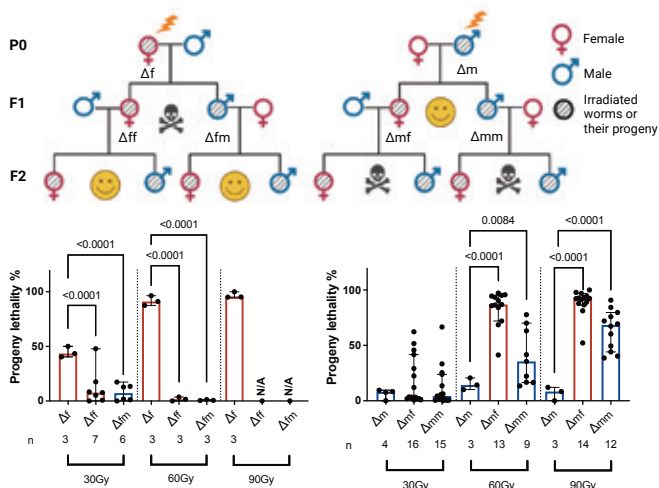 P0
F1
F2
Δf
Δff
Δfm
Δm
Δmf
Δmm
Female
Male
Irradiated
worms or
their progeny
Progeny lethality %
100
50
0
<0.0001
<0.0001
<0.0001
<0.0001
N/A
N/A
Δf Δff Δfm Δf Δff Δfm Δf Δff Δfm
n 3 7 6 3 3 3 3
30Gy 60Gy 90Gy
Progeny lethality %
100
50
0
0.0084
<0.0001
<0.0001
<0.0001
Δm Δmf Δmm Δm Δmf Δmm Δm Δmf Δmm
n 4 16 15 3 13 9 3 14 12
30Gy 60Gy 90Gy